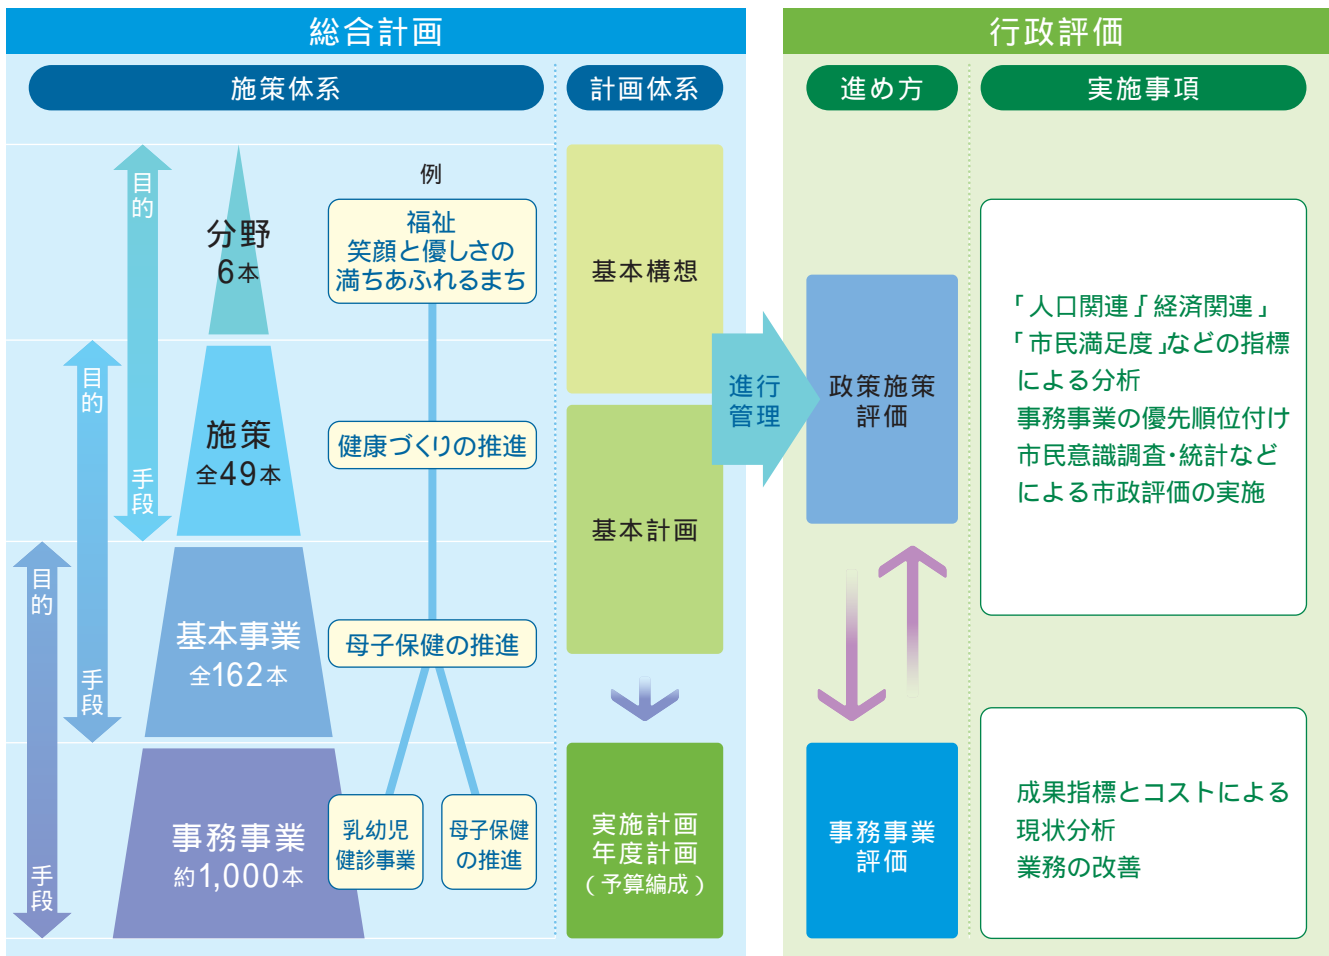 総合計画
施策体系
計画体系
目的
手段
目的
手段
目的
手段
分野
6本
施策
全49本
基本事業
全162本
事務事業
約1,000本
例
福祉
笑顔と優しさの
満ちあふれるまち
健康づくりの推進
母子保健の推進
乳幼児
健診事業
母子保健
の推進
基本構想
基本計画
実施計画
年度計画
(予算編成)
進行
管理
行政評価
進め方
実施事項
政策施策
評価
事務事業
評価
「人口関連」「経済関連」
「市民満足度」などの指標
による分析
事務事業の優先順位付け
市民意識調査・統計など
による市政評価の実施
成果指標とコストによる
現状分析
業務の改善